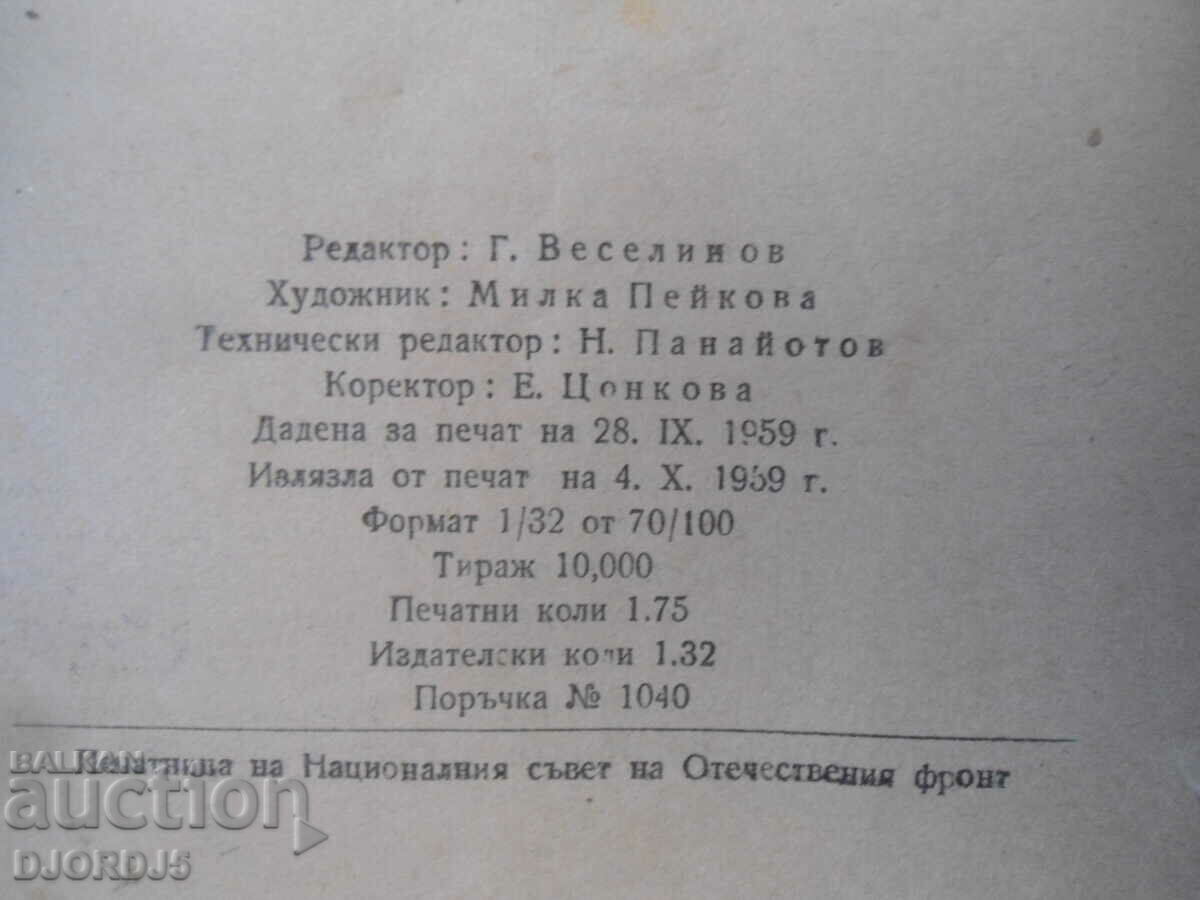 Редактор: Г. Веселинов
Художник: Милка Пейкова
Технически редактор: Н. Панайотов
Коректор: Е. Цонкова
Дадена за печат на 28. IX. 1959 г.
Излязла от печат на 4. X. 1959 г.
Формат 1/32 от 70/100
Тираж 10,000
Печатни коли 1.75
Издателски коли 1.32
Поръчка № 1040
Печатница на Националния съвет на Отечествения фронт
BALKAN
auction
DJORDJ5